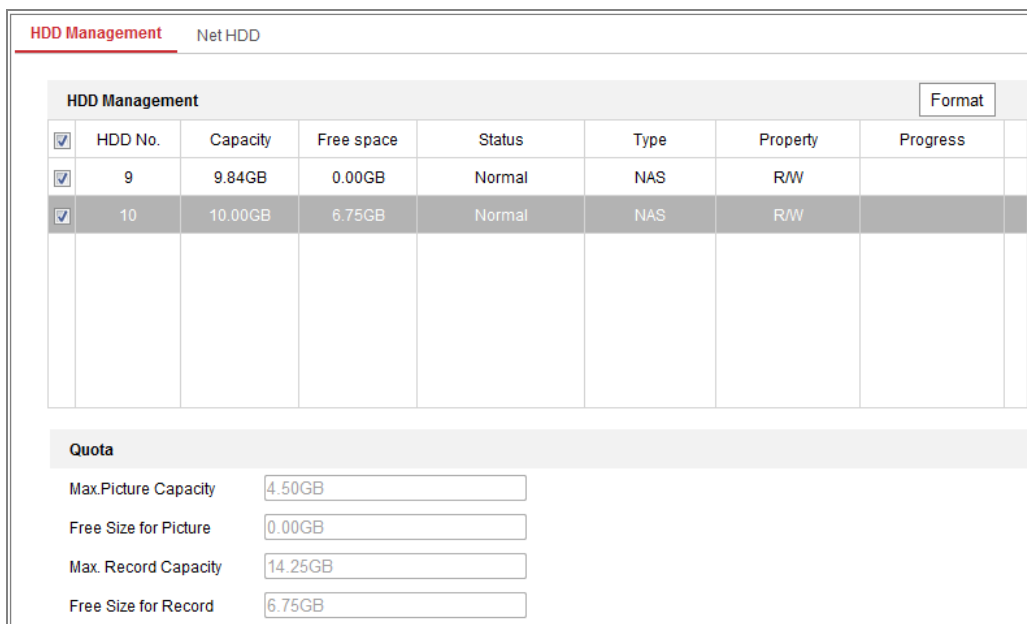 HDD Management Net HDD
HDD Management Format
HDD No. Capacity Free space Status Type Property Progress
9 9.84GB 0.00GB Normal NAS R/W
10 10.00GB 6.75GB Normal NAS R/W
Quota
Max.Picture Capacity 4.50GB
Free Size for Picture 0.00GB
Max. Record Capacity 14.25GB
Free Size for Record 6.75GB